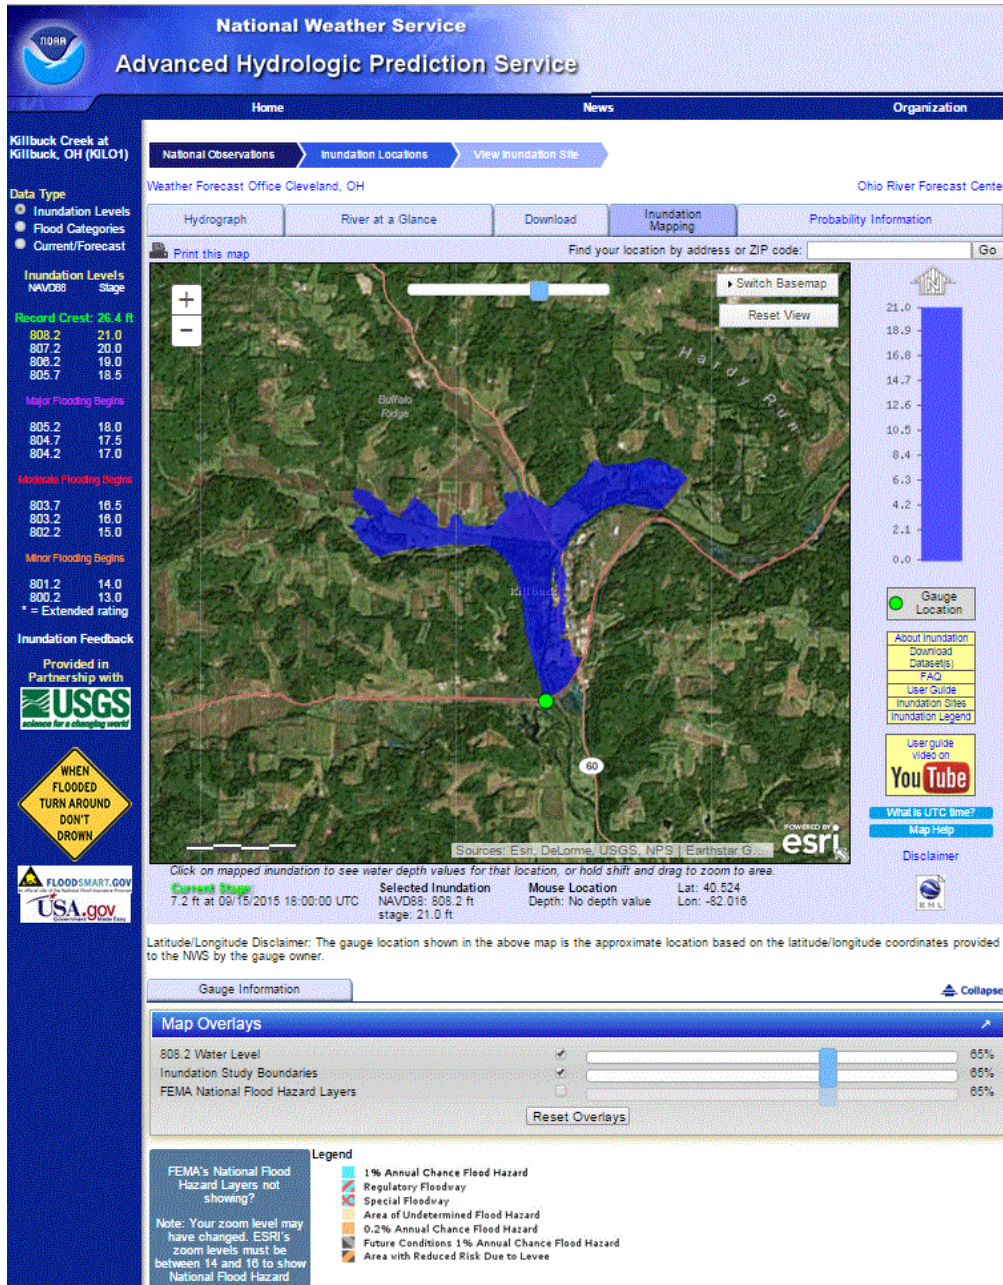 NOAA
National Weather Service
Advanced Hydrologic Prediction Service
Home
News
Organization
Killbuck Creek at
Killbuck, OH (KILO1)
National Observations
Inundation Locations
View Inundation Site
Weather Forecast Office Cleveland, OH
Ohio River Forecast Cente
Data Type
Inundation Levels
Flood Categories
Current/Forecast
Hydrograph
River at a Glance
Download
Inundation
Mapping
Probability Information
Print this map
Find your location by address or ZIP code:
Go
Inundation Levels
NAVD88 Stage
Record Crest: 26.4 ft
808.2 21.0
807.2 20.0
806.2 19.0
805.7 18.5
Major Flooding Begins
805.2 18.0
804.7 17.5
804.2 17.0
Moderate Flooding Begins
803.7 16.5
803.2 16.0
802.2 15.0
Minor Flooding Begins
801.2 14.0
800.2 13.0
* = Extended rating
Inundation Feedback
Provided in
Partnership with
USGS
science for a changing world
WHEN
FLOODED
TURN AROUND
DON'T
DROWN
FLOODSMART.GOV
USA.gov
Government Made Easy
+
−
Switch Basemap
Reset View
Hardy Run
Buffalo
Ridge
Killbuck
60
POWERED BY
esri
Sources: Esri, DeLorme, USGS, NPS | Earthstar G...
21.0
18.9
16.8
14.7
12.6
10.5
8.4
6.3
4.2
2.1
0.0
Gauge
Location
About Inundation
Download
Dataset(s)
FAQ
User Guide
Inundation Sites
Inundation Legend
User guide
video on
YouTube
What is UTC time?
Map Help
Disclaimer
KML
Click on mapped inundation to see water depth values for that location, or hold shift and drag to zoom to area.
Current Stage:
7.2 ft at 09/15/2015 18:00:00 UTC
Selected Inundation
NAVD88: 808.2 ft
stage: 21.0 ft
Mouse Location
Depth: No depth value
Lat: 40.524
Lon: -82.016
Latitude/Longitude Disclaimer: The gauge location shown in the above map is the approximate location based on the latitude/longitude coordinates provided
to the NWS by the gauge owner.
Gauge Information
Collapse
Map Overlays
808.2 Water Level 65%
Inundation Study Boundaries 65%
FEMA National Flood Hazard Layers 65%
Reset Overlays
FEMA's National Flood
Hazard Layers not
showing?
Note: Your zoom level may
have changed. ESRI's
zoom levels must be
between 14 and 16 to show
National Flood Hazard
Legend
1% Annual Chance Flood Hazard
Regulatory Floodway
Special Floodway
Area of Undetermined Flood Hazard
0.2% Annual Chance Flood Hazard
Future Conditions 1% Annual Chance Flood Hazard
Area with Reduced Risk Due to Levee